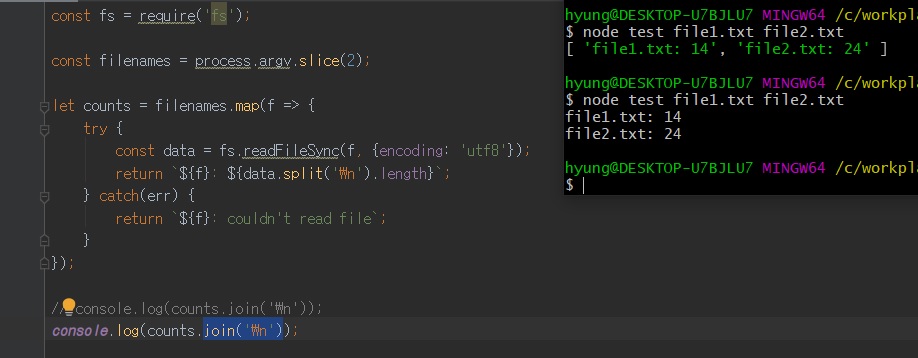 const fs = require('fs');
const filenames = process.argv.slice(2);
let counts = filenames.map(f => {
try {
const data = fs.readFileSync(f, {encoding: 'utf8'});
return `${f}: ${data.split('₩n').length}`;
} catch(err) {
return `${f}: couldn't read file`;
}
});
// console.log(counts.join('₩n'));
console.log(counts.join('₩n'));
hyung@DESKTOP-U7BJLU7 MINGW64 /c/workpl
$ node test file1.txt file2.txt
[ 'file1.txt: 14', 'file2.txt: 24' ]
hyung@DESKTOP-U7BJLU7 MINGW64 /c/workpl
$ node test file1.txt file2.txt
file1.txt: 14
file2.txt: 24
hyung@DESKTOP-U7BJLU7 MINGW64 /c/workpl
$